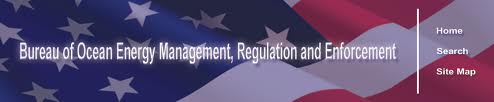 Bureau of Ocean Energy Management, Regulation and Enforcement
Home
Search
Site Map